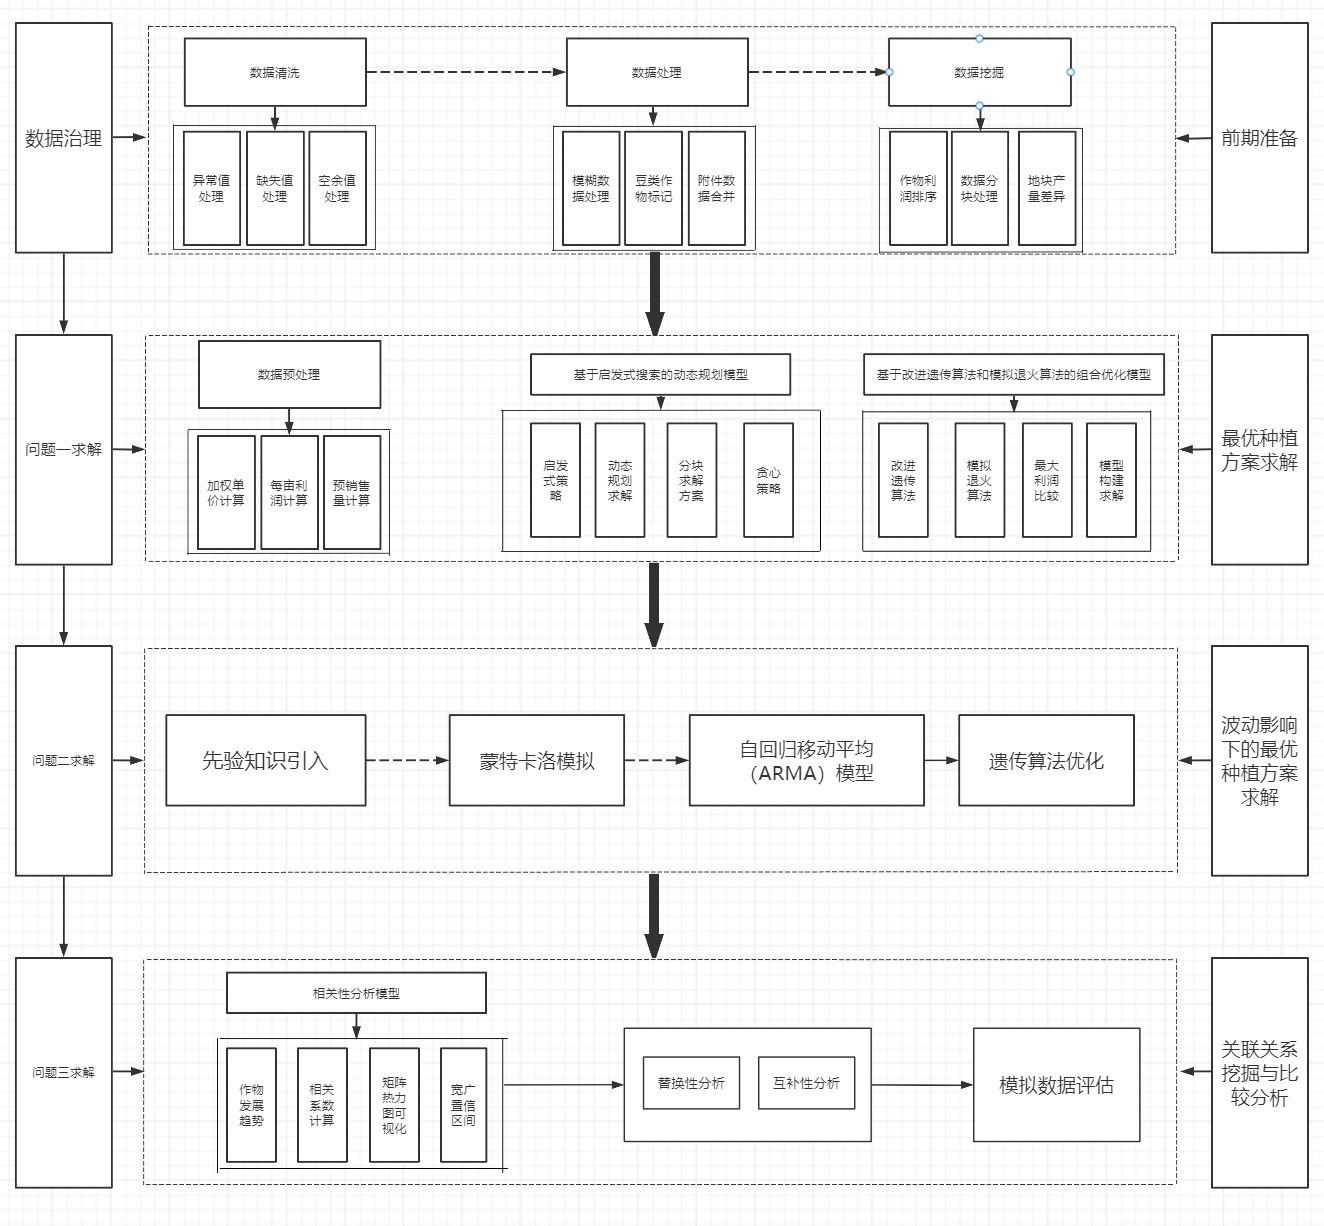 数据治理
数据清洗
数据处理
数据挖掘
前期准备
异常值
处理
缺失值
处理
空余值
处理
模糊数
据处理
豆类作
物标记
附件数
据合并
作物利
润排序
数据分
块处理
地块产
量差异
问题一求解
数据预处理
基于启发式搜索的动态规划模型
基于改进遗传算法和模拟退火算法的组合优化模型
最优种植
方案求解
加权单
价计算
每亩利
润计算
预销售
量计算
启发
式策
略
动态
规划
求解
分块
求解
方案
贪心
策略
改进
遗传
算法
模拟
退火
算法
最大
利润
比较
模型
构建
求解
问题二求解
先验知识引入
蒙特卡洛模拟
自回归移动平均
（ARMA）模型
遗传算法优化
波动影响
下的最优
种植方案
求解
问题三求解
相关性分析模型
作物
发展
趋势
相关
系数
计算
矩阵
热力
图可
视化
宽广
置信
区间
替换性分析
互补性分析
模拟数据评估
关联关系
挖掘与比
较分析